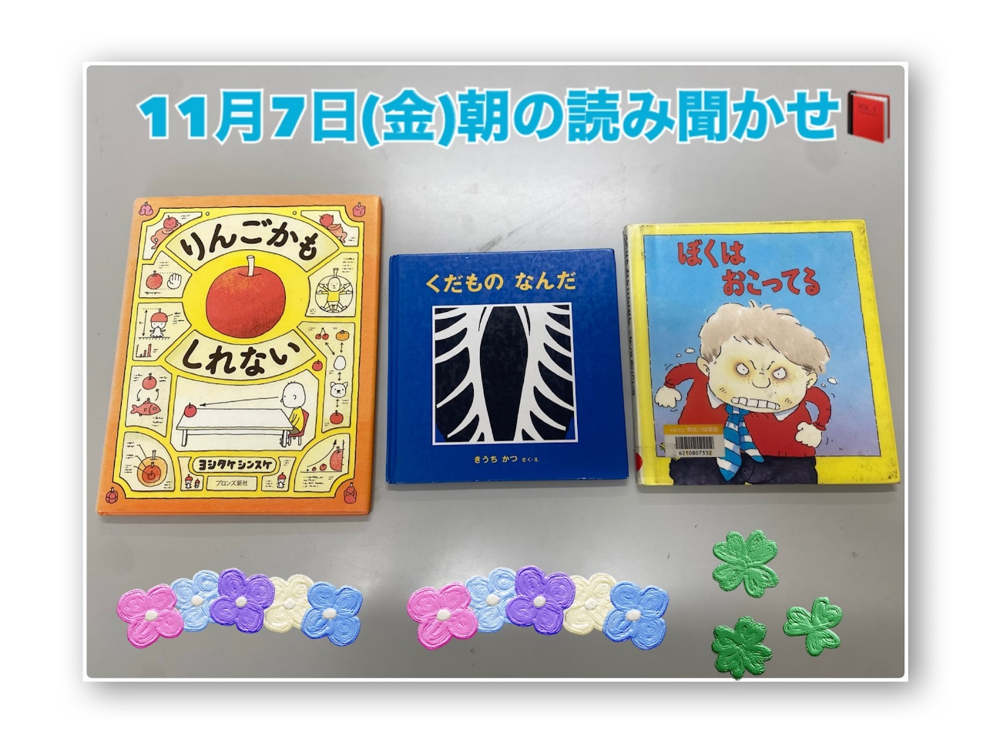 11月7日(金)朝の読み聞かせ
りんごかも
しれない
ヨシタケシンスケ
ブロンズ新社
くだもの なんだ
きうち かつ さく・え
ぼくは
おこってる
6210807332